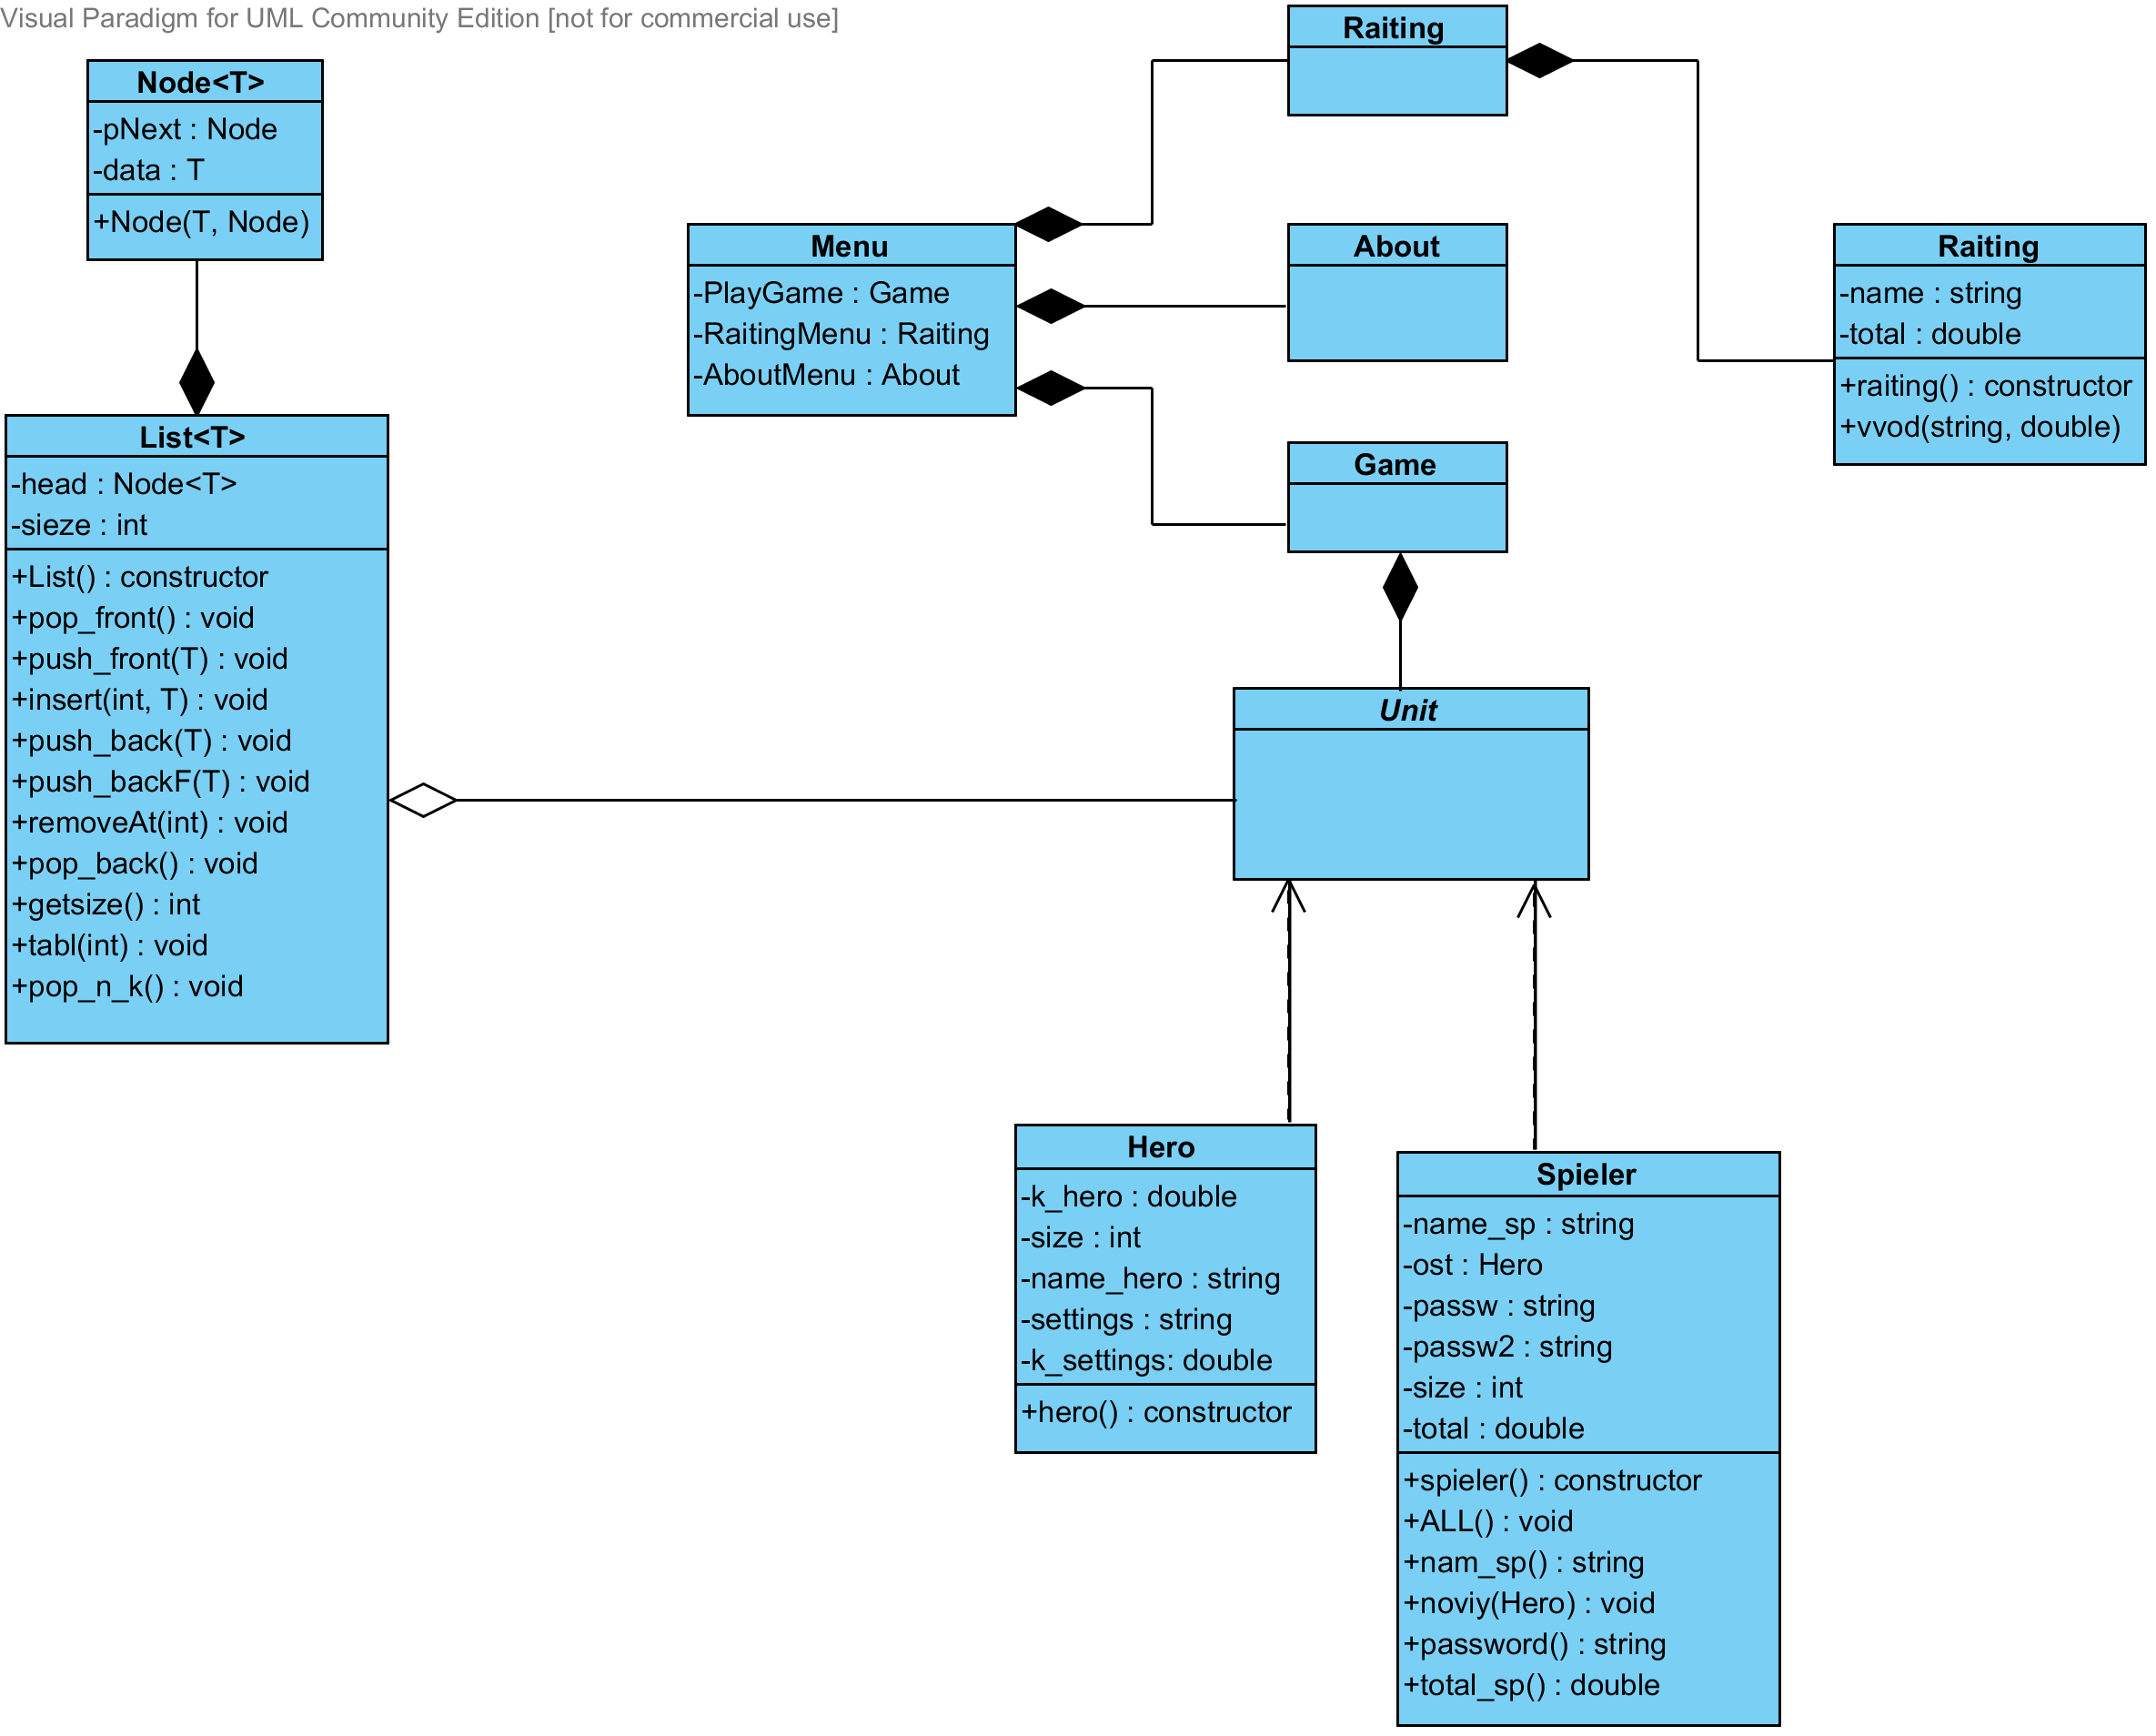 Visual Paradigm for UML Community Edition [not for commercial use]
Node<T>
-pNext : Node
-data : T
+Node(T, Node)
List<T>
-head : Node<T>
-sieze : int
+List() : constructor
+pop_front() : void
+push_front(T) : void
+insert(int, T) : void
+push_back(T) : void
+push_backF(T) : void
+removeAt(int) : void
+pop_back() : void
+getsize() : int
+tabl(int) : void
+pop_n_k() : void
Menu
-PlayGame : Game
-RaitingMenu : Raiting
-AboutMenu : About
Raiting
About
Game
Raiting
-name : string
-total : double
+raiting() : constructor
+vvod(string, double)
Unit
Hero
-k_hero : double
-size : int
-name_hero : string
-settings : string
-k_settings: double
+hero() : constructor
Spieler
-name_sp : string
-ost : Hero
-passw : string
-passw2 : string
-size : int
-total : double
+spieler() : constructor
+ALL() : void
+nam_sp() : string
+noviy(Hero) : void
+password() : string
+total_sp() : double